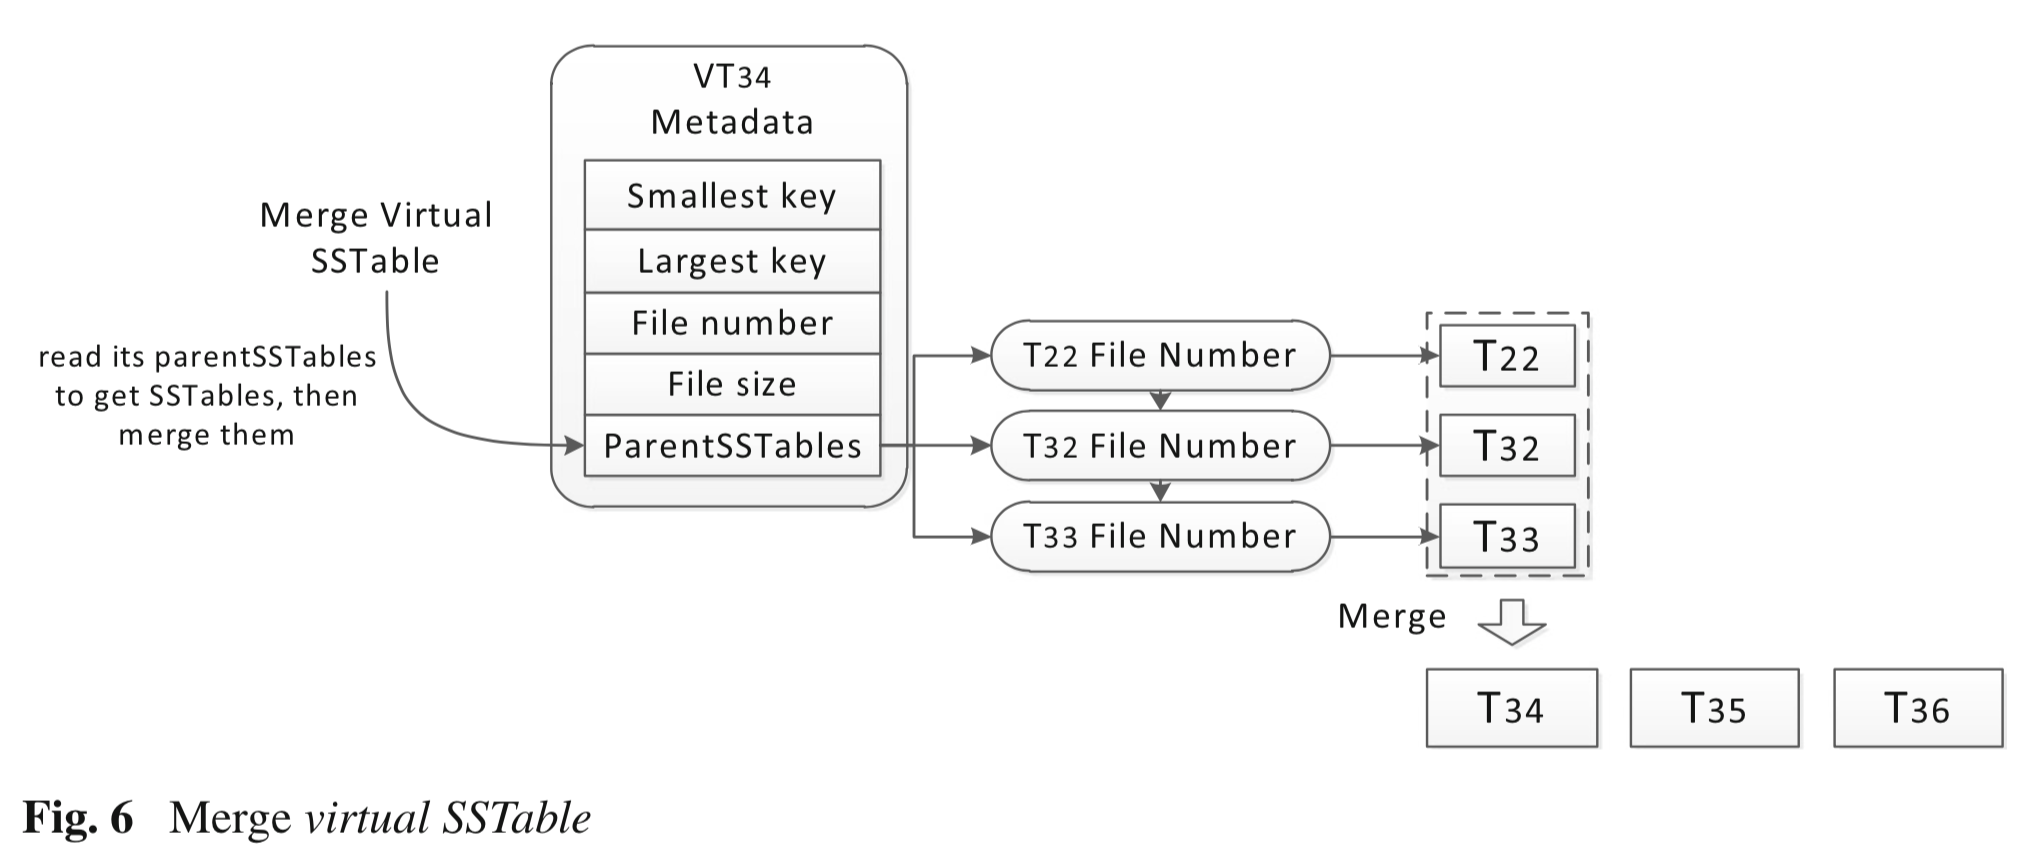 VT34
Metadata
Smallest key
Largest key
File number
File size
ParentSSTables
Merge Virtual
SSTable
read its parentSSTables
to get SSTables, then
merge them
T22 File Number
T32 File Number
T33 File Number
T22
T32
T33
Merge
T34
T35
T36
Fig. 6 Merge virtual SSTable